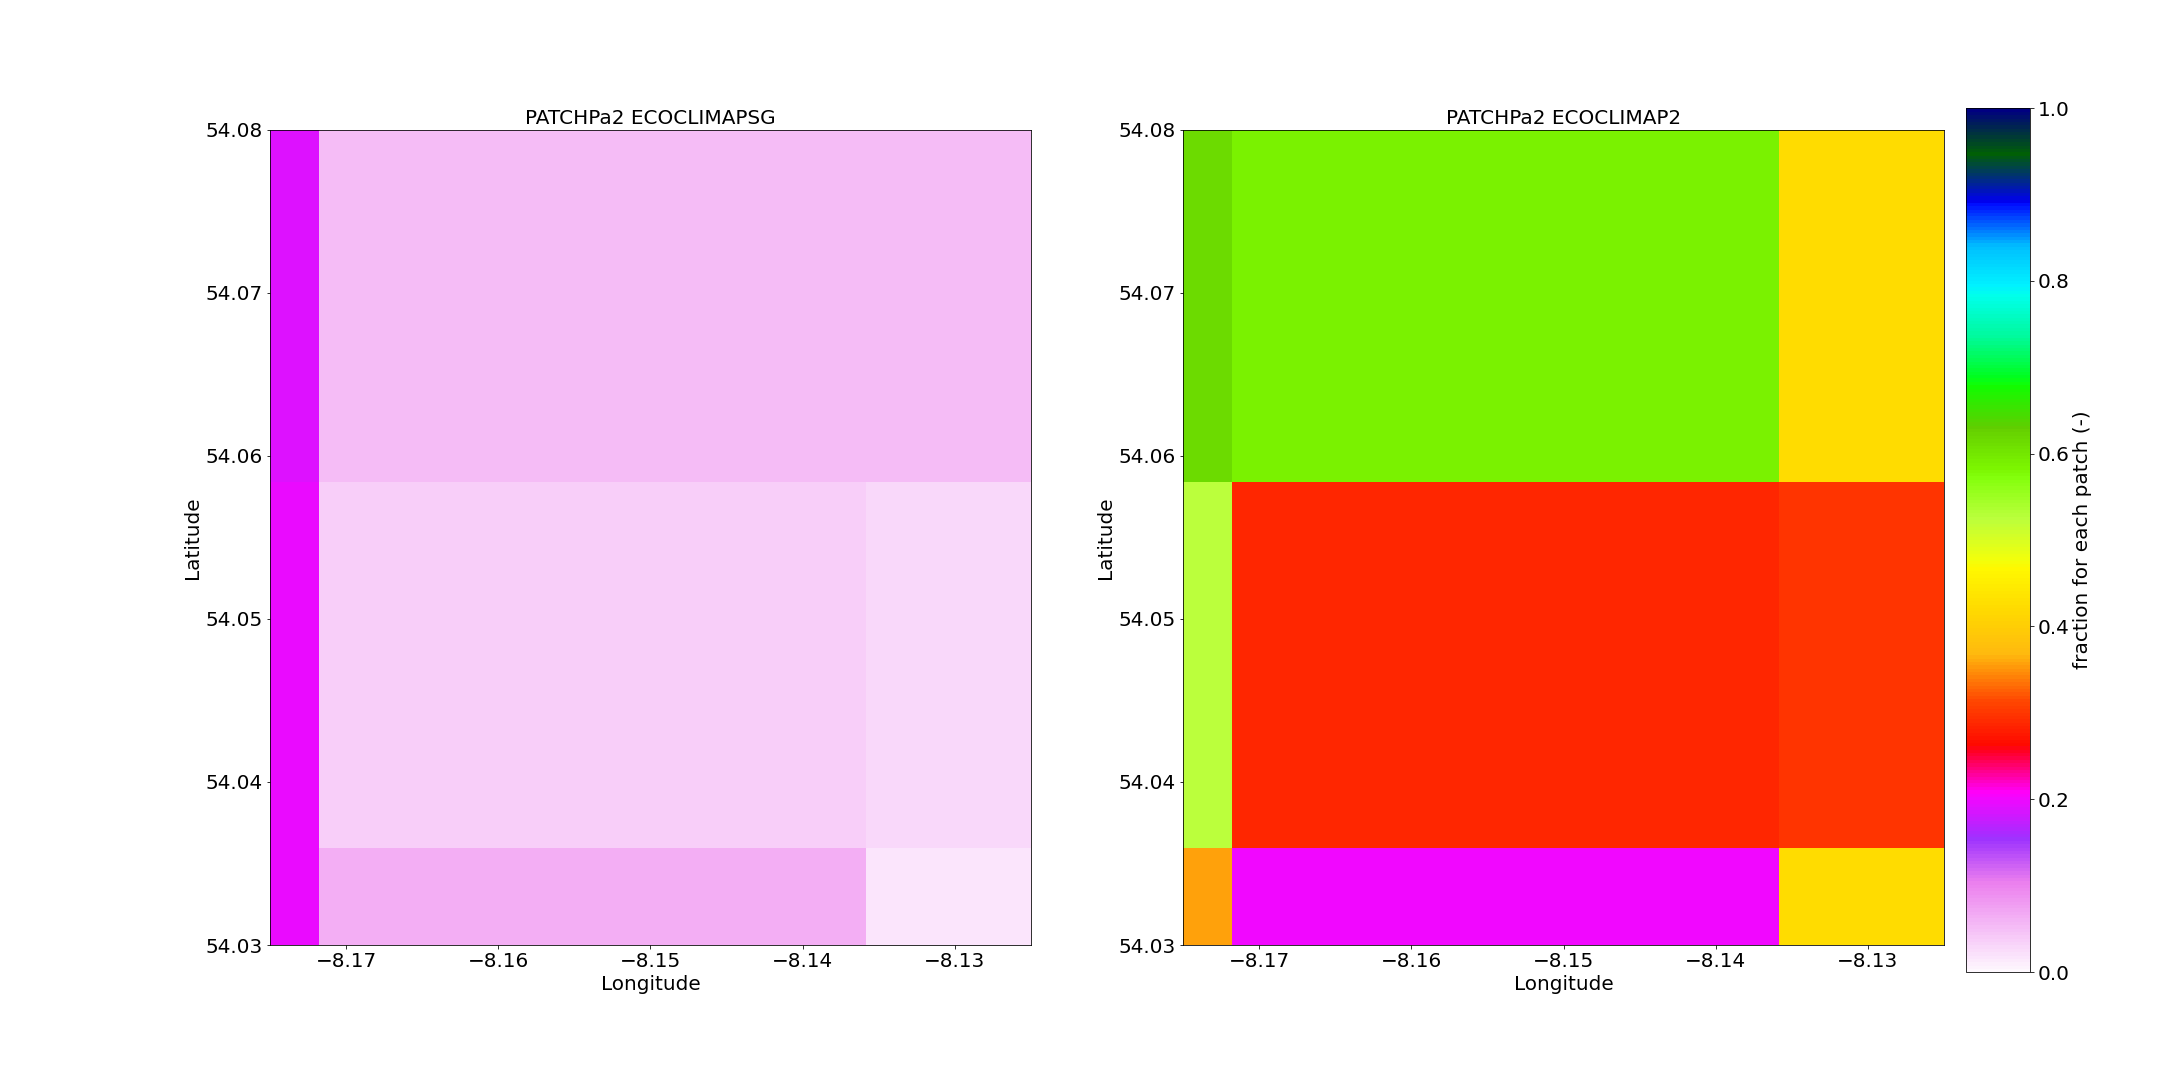 PATCHPa2 ECOCLIMAPSG
54.08
54.07
54.06
54.05
54.04
54.03
Latitude
−8.17 −8.16 −8.15 −8.14 −8.13
Longitude
PATCHPa2 ECOCLIMAP2
54.08
54.07
54.06
54.05
54.04
54.03
Latitude
−8.17 −8.16 −8.15 −8.14 −8.13
Longitude
1.0
0.8
0.6
0.4
0.2
0.0
fraction for each patch (-)